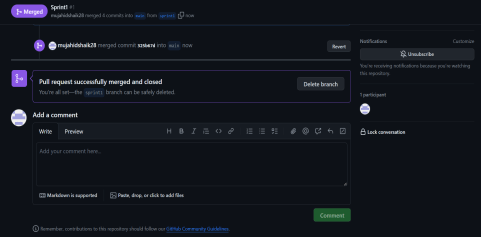 Merged
Sprint1 #1
mujahidshaik28 merged 6 commits into main from sprint1 now
mujahidshaik28 merged commit into main now
Revert
Pull request successfully merged and closed
You're all set—the sprint1 branch can be safely deleted.
Delete branch
Add a comment
Write
Preview
Add your comment here...
Markdown is supported
Paste, drop, or click to add files
Comment
Remember, contributions to this repository should follow our GitHub Community Guidelines.
Notifications
Customize
Unsubscribe
You're receiving notifications because you're watching this repository.
1 participant
Lock conversation